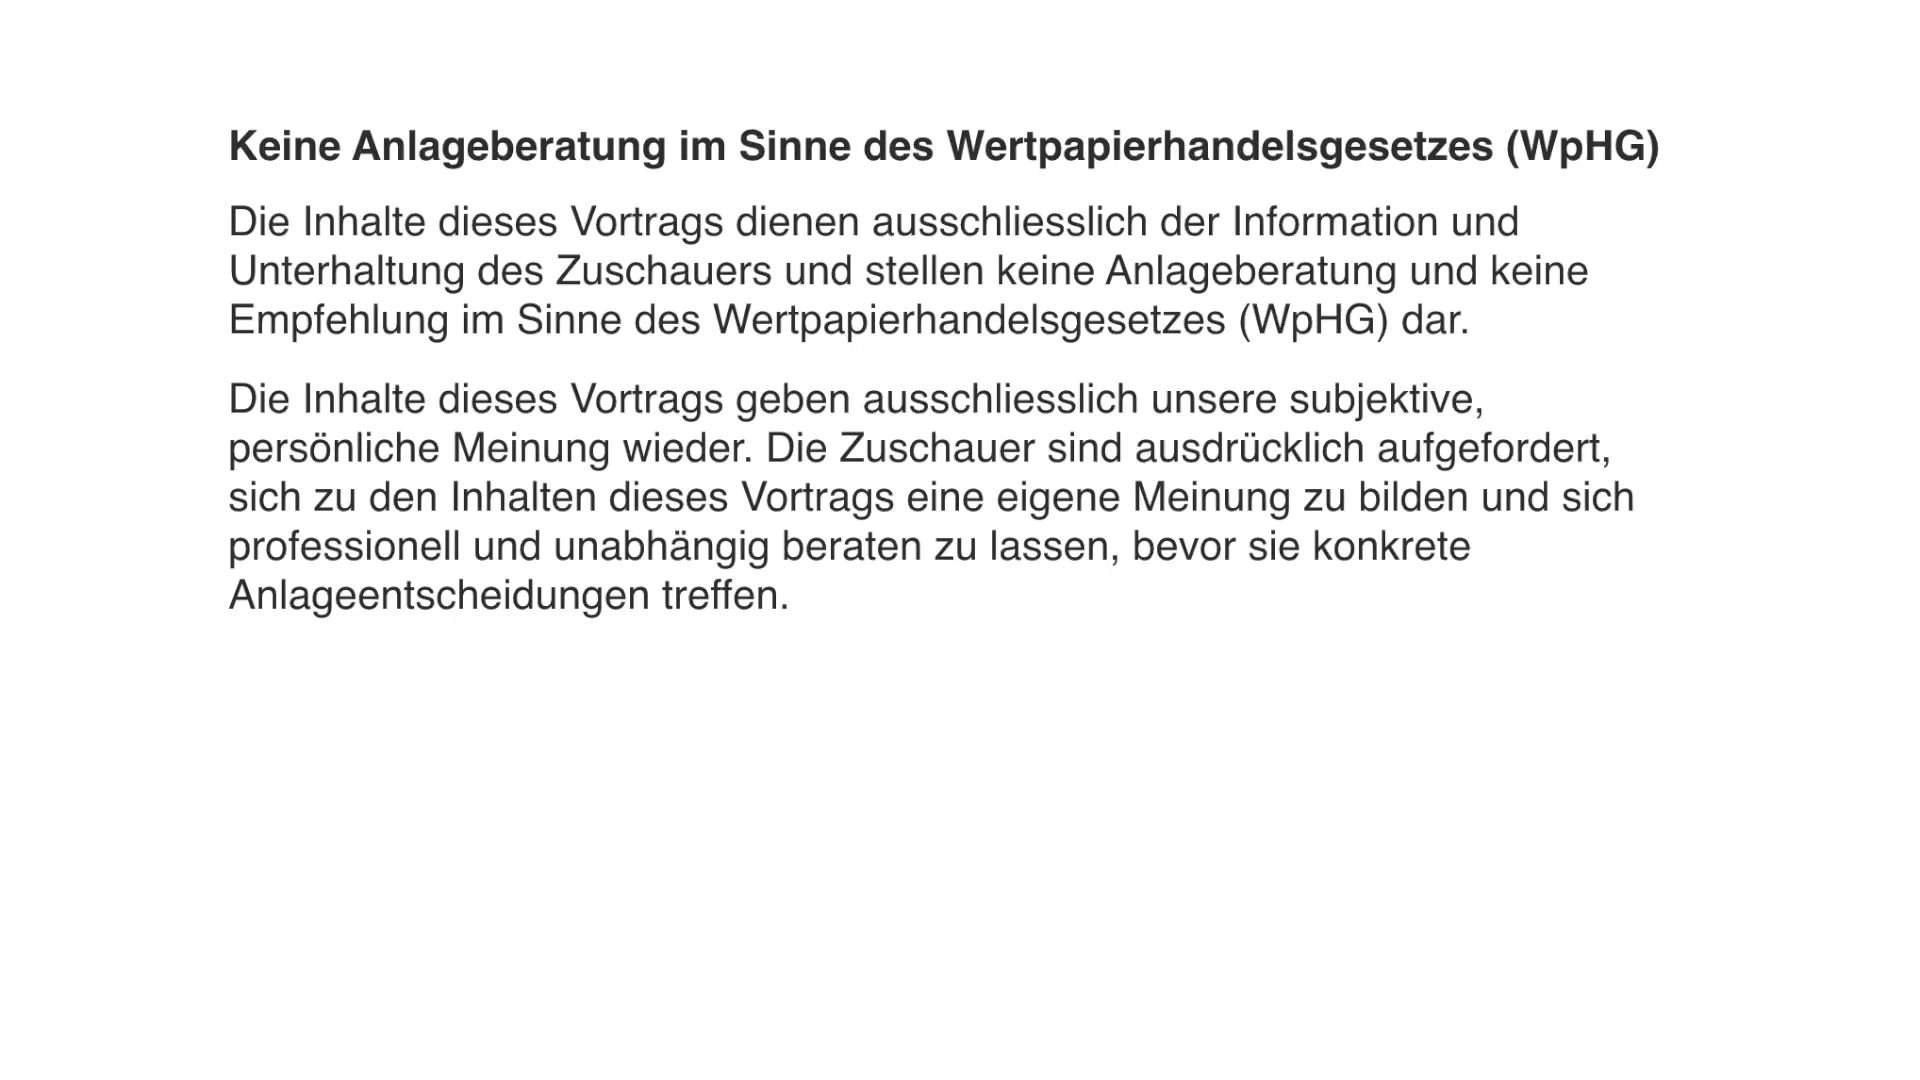 Keine Anlageberatung im Sinne des Wertpapierhandelsgesetzes (WpHG)
Die Inhalte dieses Vortrags dienen ausschliesslich der Information und
Unterhaltung des Zuschauers und stellen keine Anlageberatung und keine
Empfehlung im Sinne des Wertpapierhandelsgesetzes (WpHG) dar.
Die Inhalte dieses Vortrags geben ausschliesslich unsere subjektive,
persönliche Meinung wieder. Die Zuschauer sind ausdrücklich aufgefordert,
sich zu den Inhalten dieses Vortrags eine eigene Meinung zu bilden und sich
professionell und unabhängig beraten zu lassen, bevor sie konkrete
Anlageentscheidungen treffen.